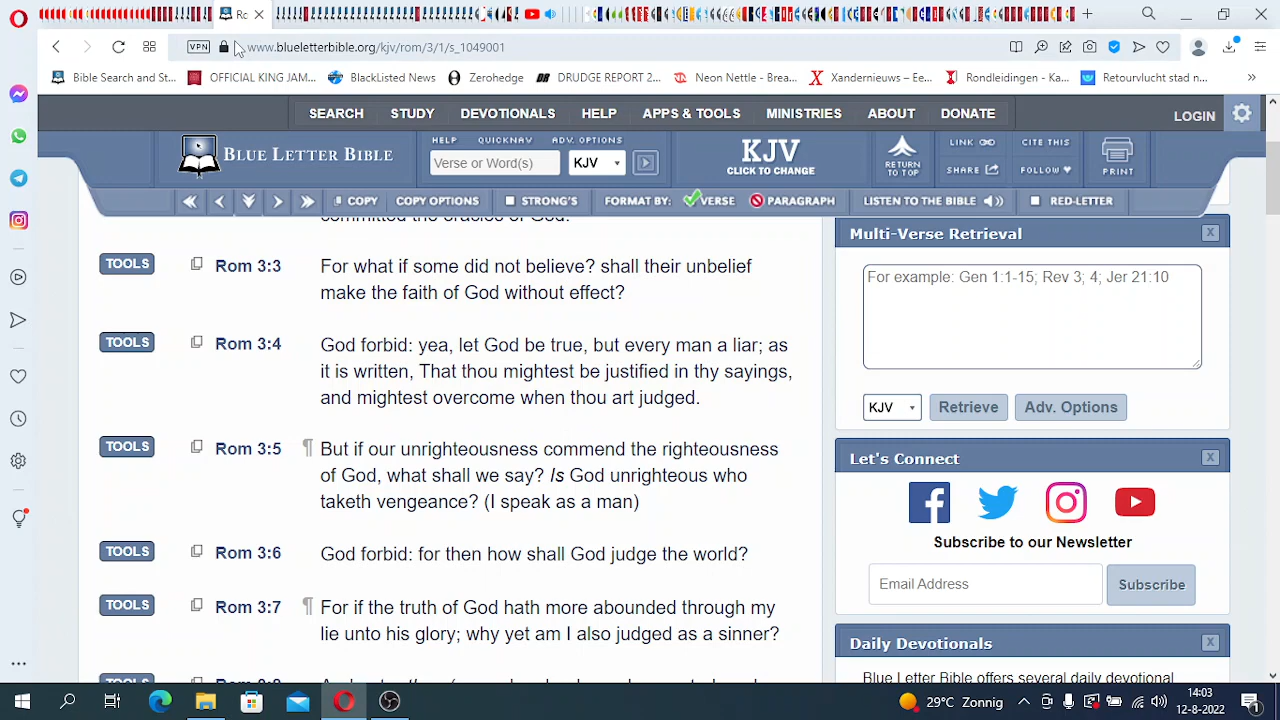 Ro
VPN
www.blueletterbible.org/kjv/rom/3/1/s_1049001
Bible Search and St...
OFFICIAL KING JAM...
BlackListed News
Zerohedge
DRUDGE REPORT 2...
Neon Nettle - Brea...
Xandernieuws – Ee...
Rondleidingen - Ka...
Retourvlucht stad n...
»
SEARCH STUDY DEVOTIONALS HELP APPS & TOOLS MINISTRIES ABOUT DONATE
LOGIN
BLUE LETTER BIBLE
HELP QUICKNAV ADV. OPTIONS
Verse or Word(s)
KJV
KJV
CLICK TO CHANGE
RETURN
TO TOP
LINK
CITE THIS
SHARE
FOLLOW
PRINT
COPY COPY OPTIONS STRONG'S FORMAT BY: VERSE PARAGRAPH LISTEN TO THE BIBLE RED-LETTER
committed the oracles of God.
TOOLS Rom 3:3 For what if some did not believe? shall their unbelief
make the faith of God without effect?
TOOLS Rom 3:4 God forbid: yea, let God be true, but every man a liar; as
it is written, That thou mightest be justified in thy sayings,
and mightest overcome when thou art judged.
TOOLS Rom 3:5 ¶ But if our unrighteousness commend the righteousness
of God, what shall we say? Is God unrighteous who
taketh vengeance? (I speak as a man)
TOOLS Rom 3:6 God forbid: for then how shall God judge the world?
TOOLS Rom 3:7 ¶ For if the truth of God hath more abounded through my
lie unto his glory; why yet am I also judged as a sinner?
Multi-Verse Retrieval X
For example: Gen 1:1-15; Rev 3; 4; Jer 21:10
KJV Retrieve Adv. Options
Let's Connect X
Subscribe to our Newsletter
Email Address Subscribe
Daily Devotionals X
Blue Letter Bible offers several daily devotional
29°C Zonnig
14:03
12-8-2022
1